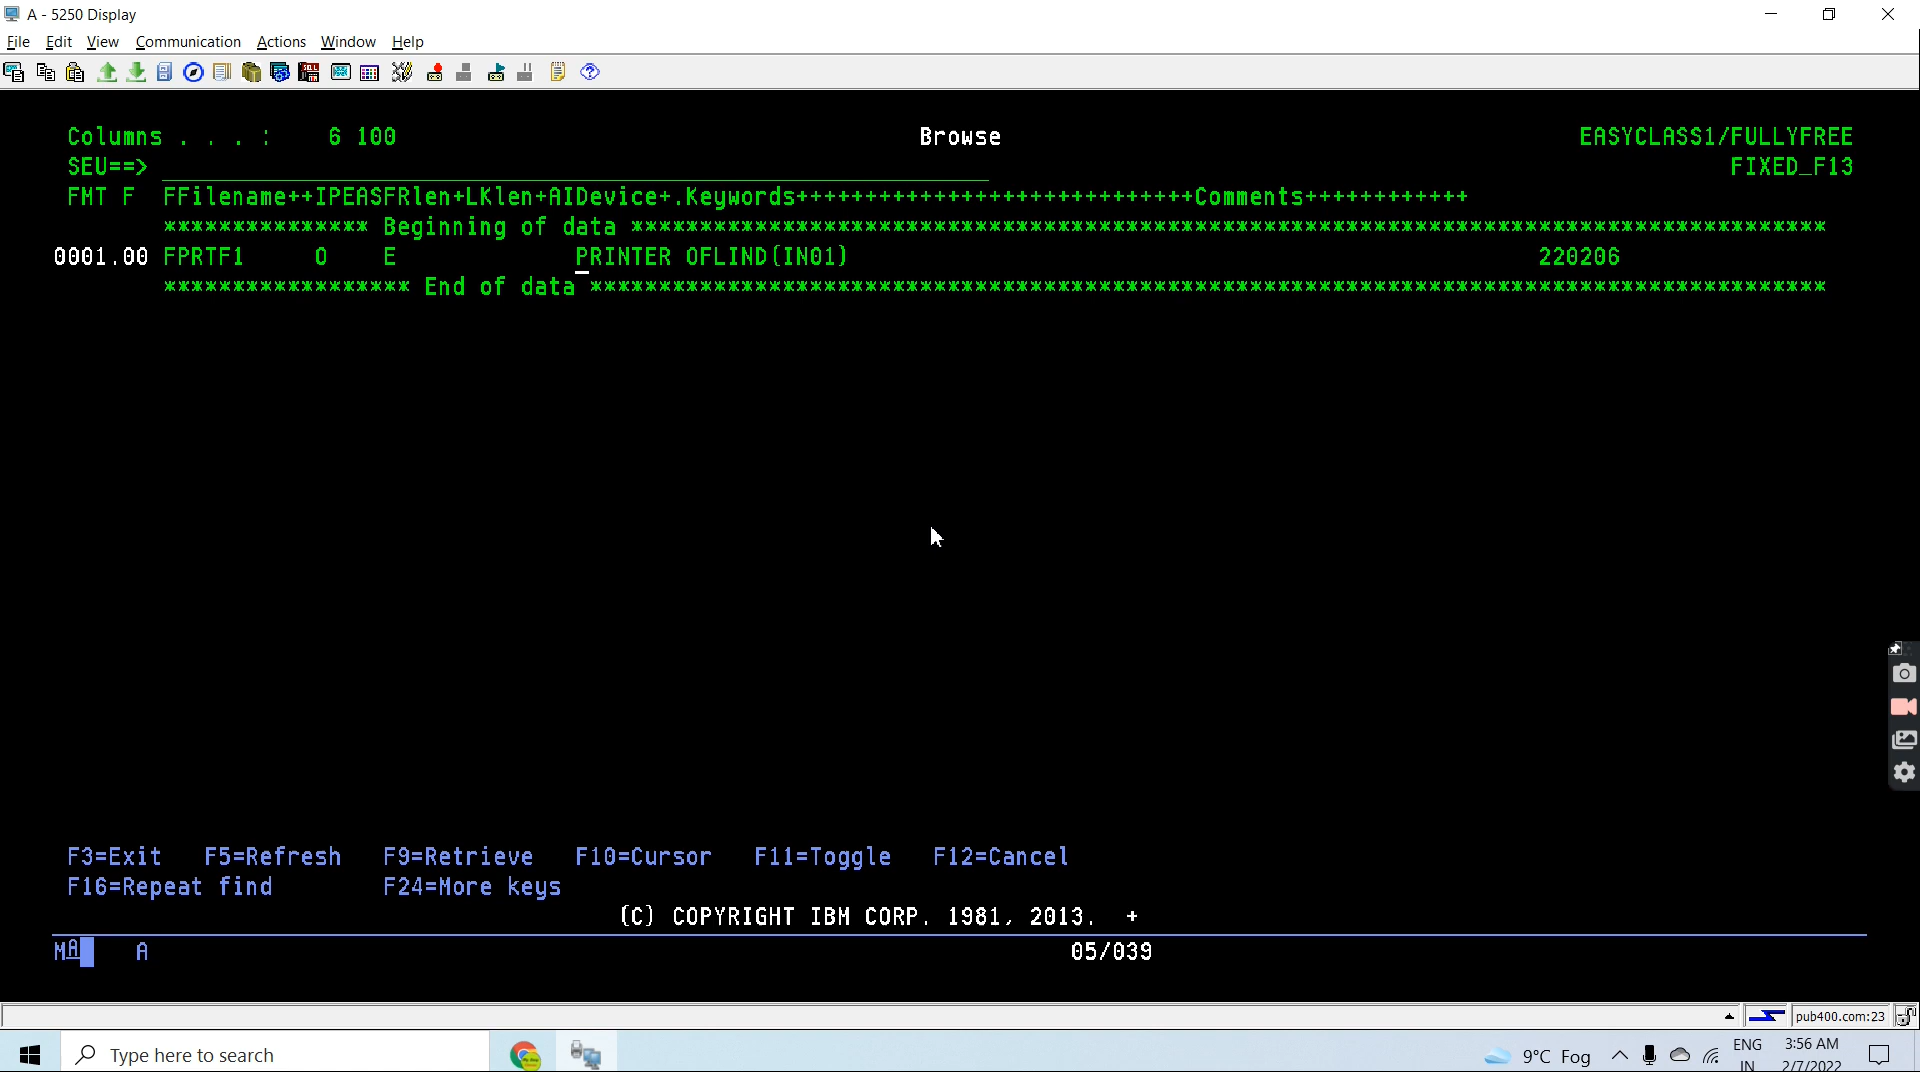 A - 5250 Display
File Edit View Communication Actions Window Help
Columns . . . : 6 100 Browse EASYCLASS1/FULLYFREE
SEU==> FIXED_F13
FMT F FFilename++IPEASFRlen+LKlen+AIDevice+.Keywords+++++++++++++++++++++++++++++Comments++++++++++++
*************** Beginning of data ***************************************************************************************
0001.00 FPRTF1 O E PRINTER OFLIND(IN01) 220206
****************** End of data ******************************************************************************************
F3=Exit F5=Refresh F9=Retrieve F10=Cursor F11=Toggle F12=Cancel
F16=Repeat find F24=More keys
(C) COPYRIGHT IBM CORP. 1981, 2013. +
MA A 05/039
pub400.com:23
Type here to search 9°C Fog ENG 3:56 AM
IN 2/7/2022